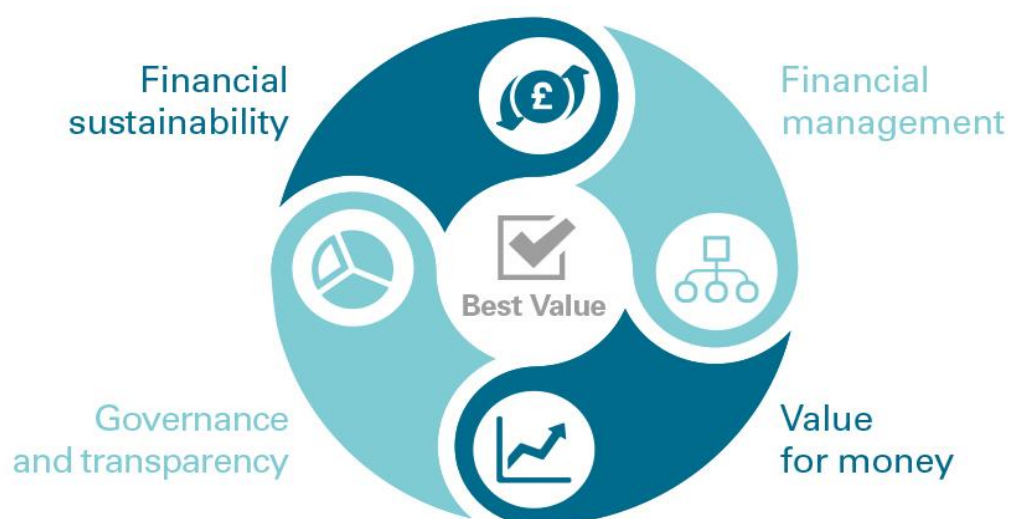 Financial
sustainability
£
Financial
management
Best Value
Governance
and transparency
Value
for money